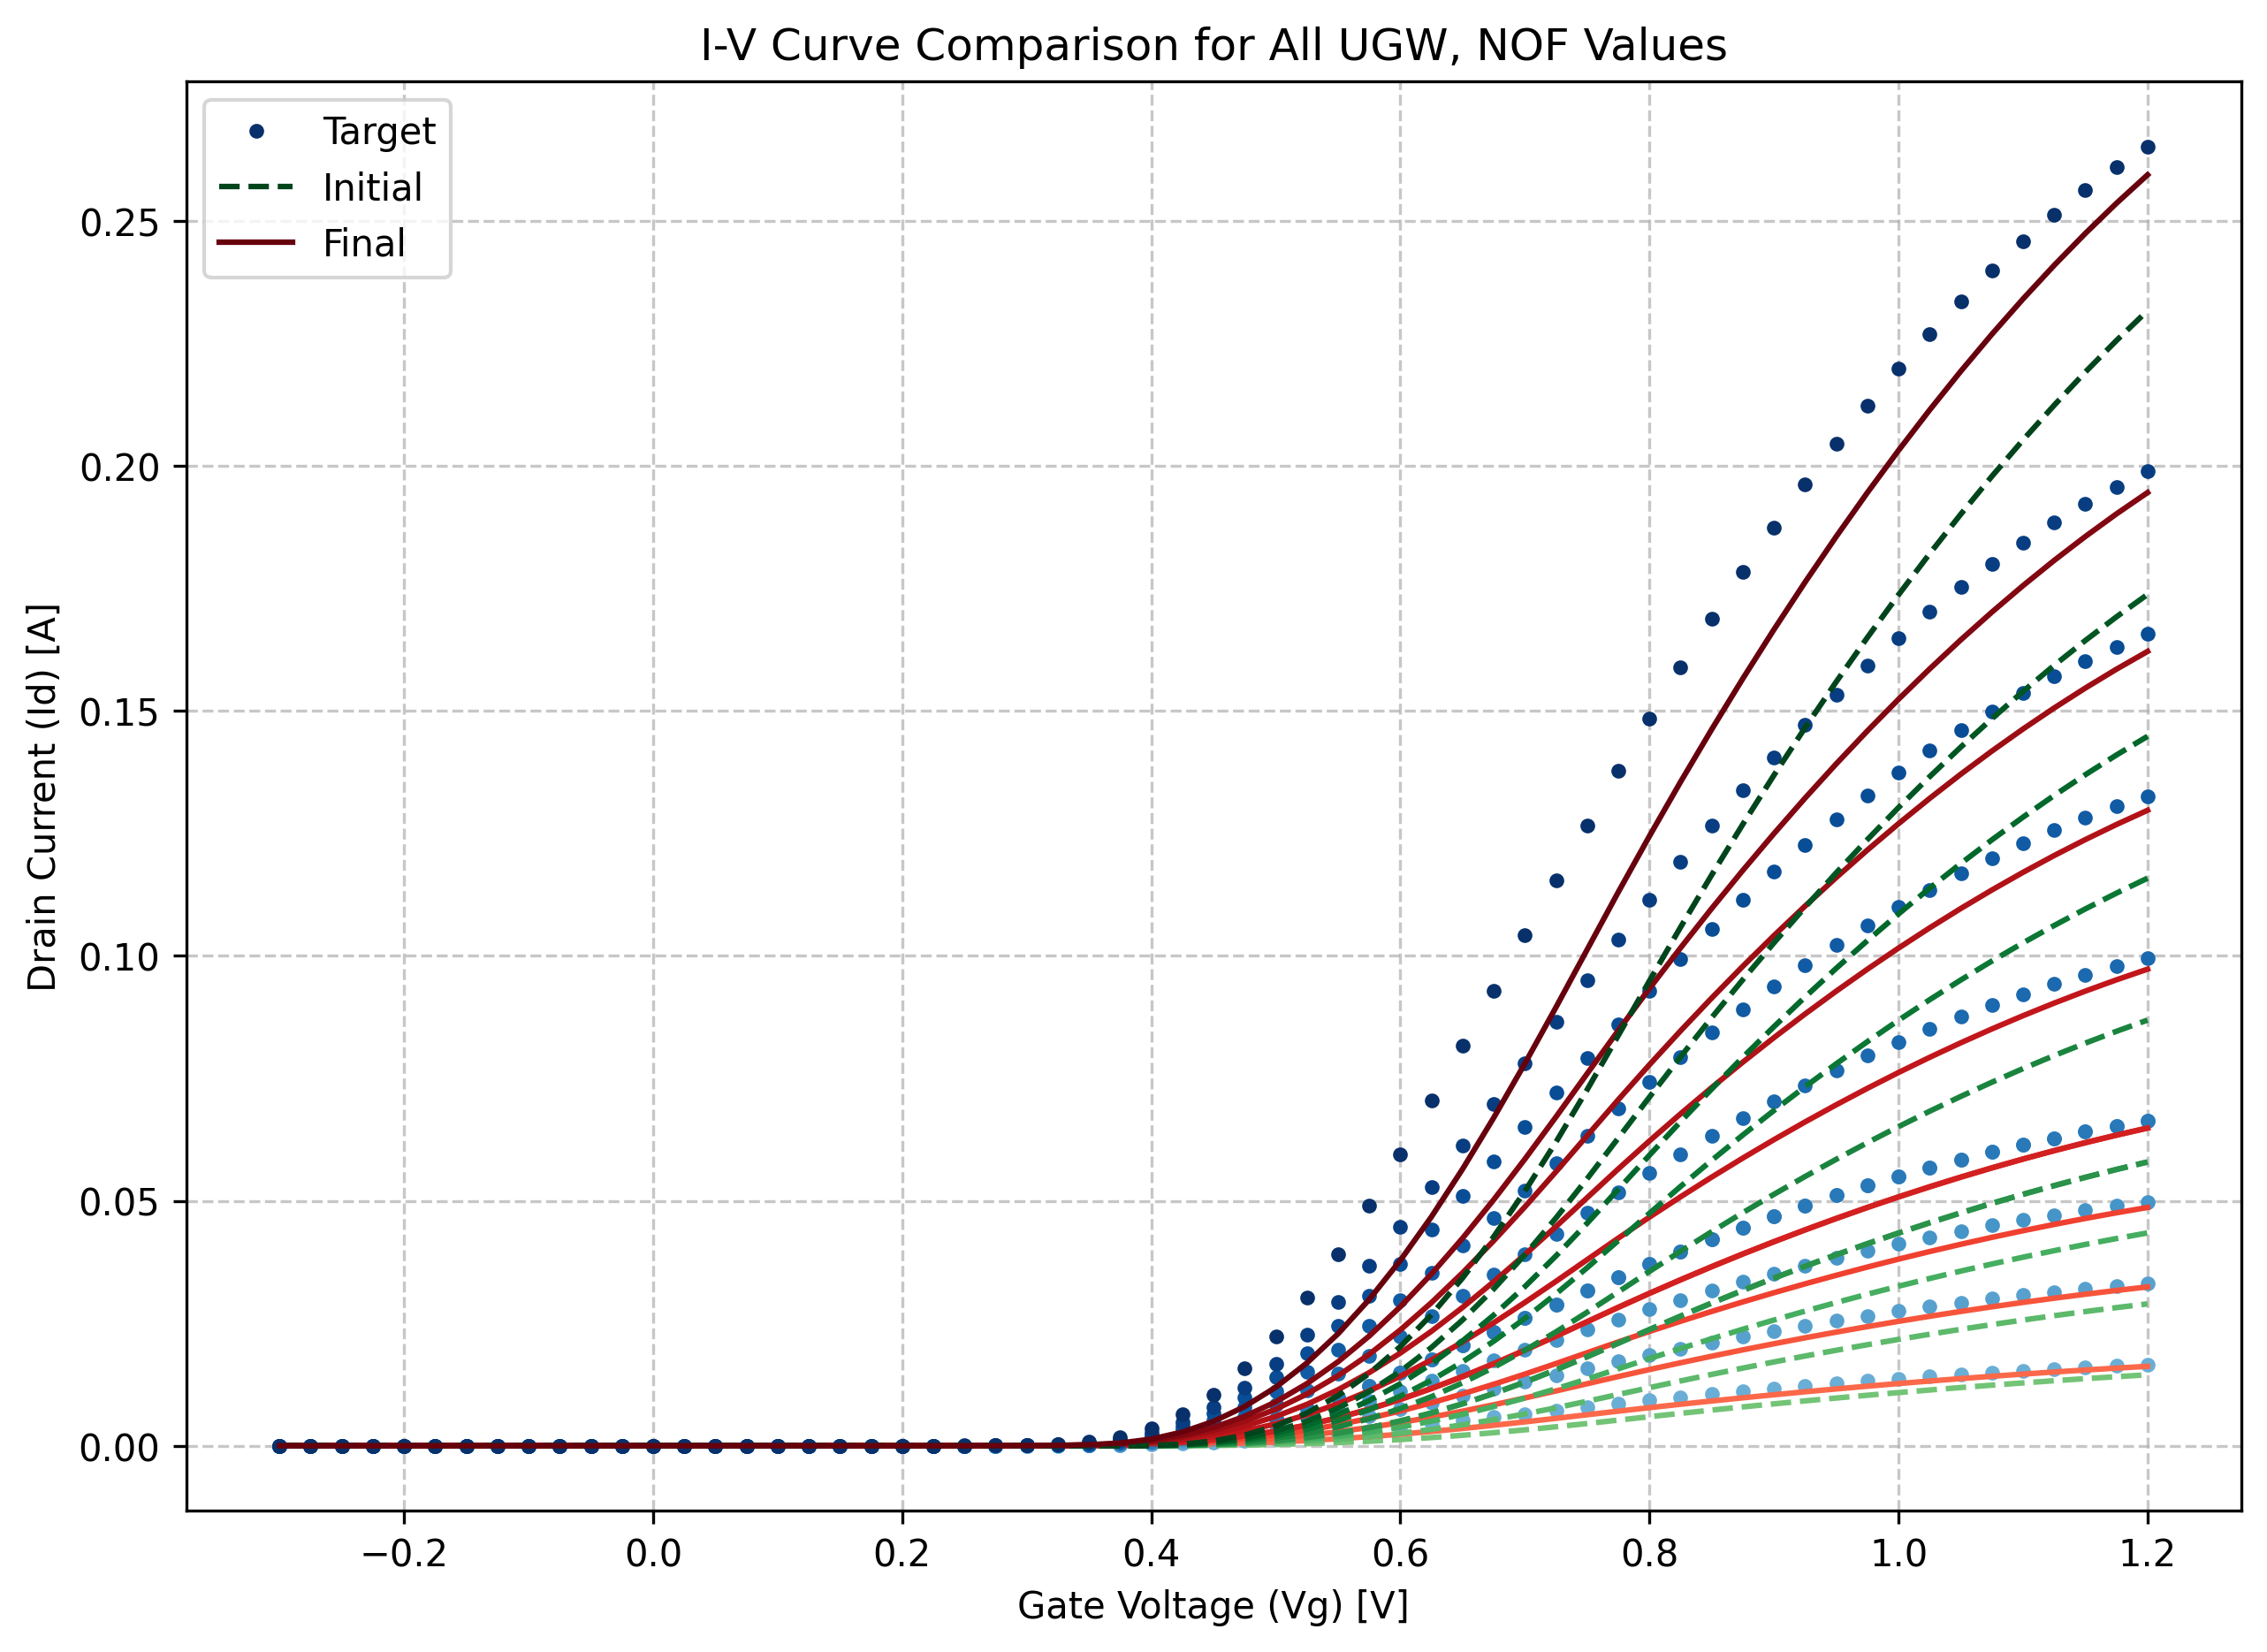 I-V Curve Comparison for All UGW, NOF Values
Target
Initial
Final
Drain Current (Id) [A]
0.25
0.20
0.15
0.10
0.05
0.00
−0.2
0.0
0.2
0.4
0.6
0.8
1.0
1.2
Gate Voltage (Vg) [V]